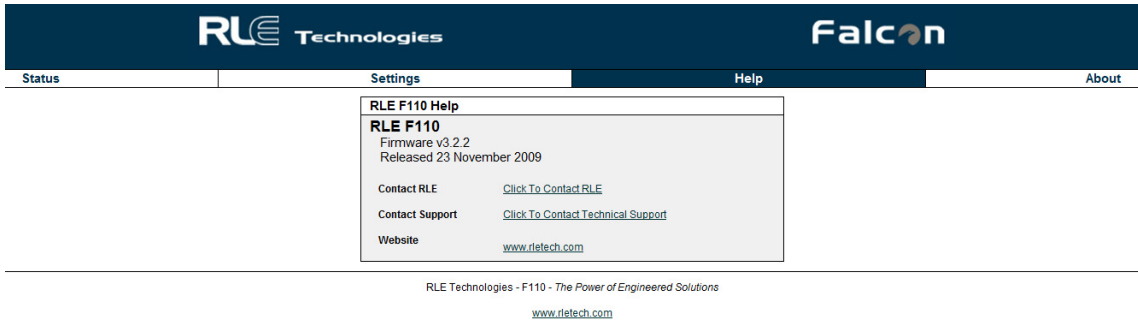 RLE Technologies Falcon
Status Settings Help About
RLE F110 Help
RLE F110
Firmware v3.2.2
Released 23 November 2009
Contact RLE Click To Contact RLE
Contact Support Click To Contact Technical Support
Website www.rletech.com
RLE Technologies - F110 - The Power of Engineered Solutions
www.rletech.com